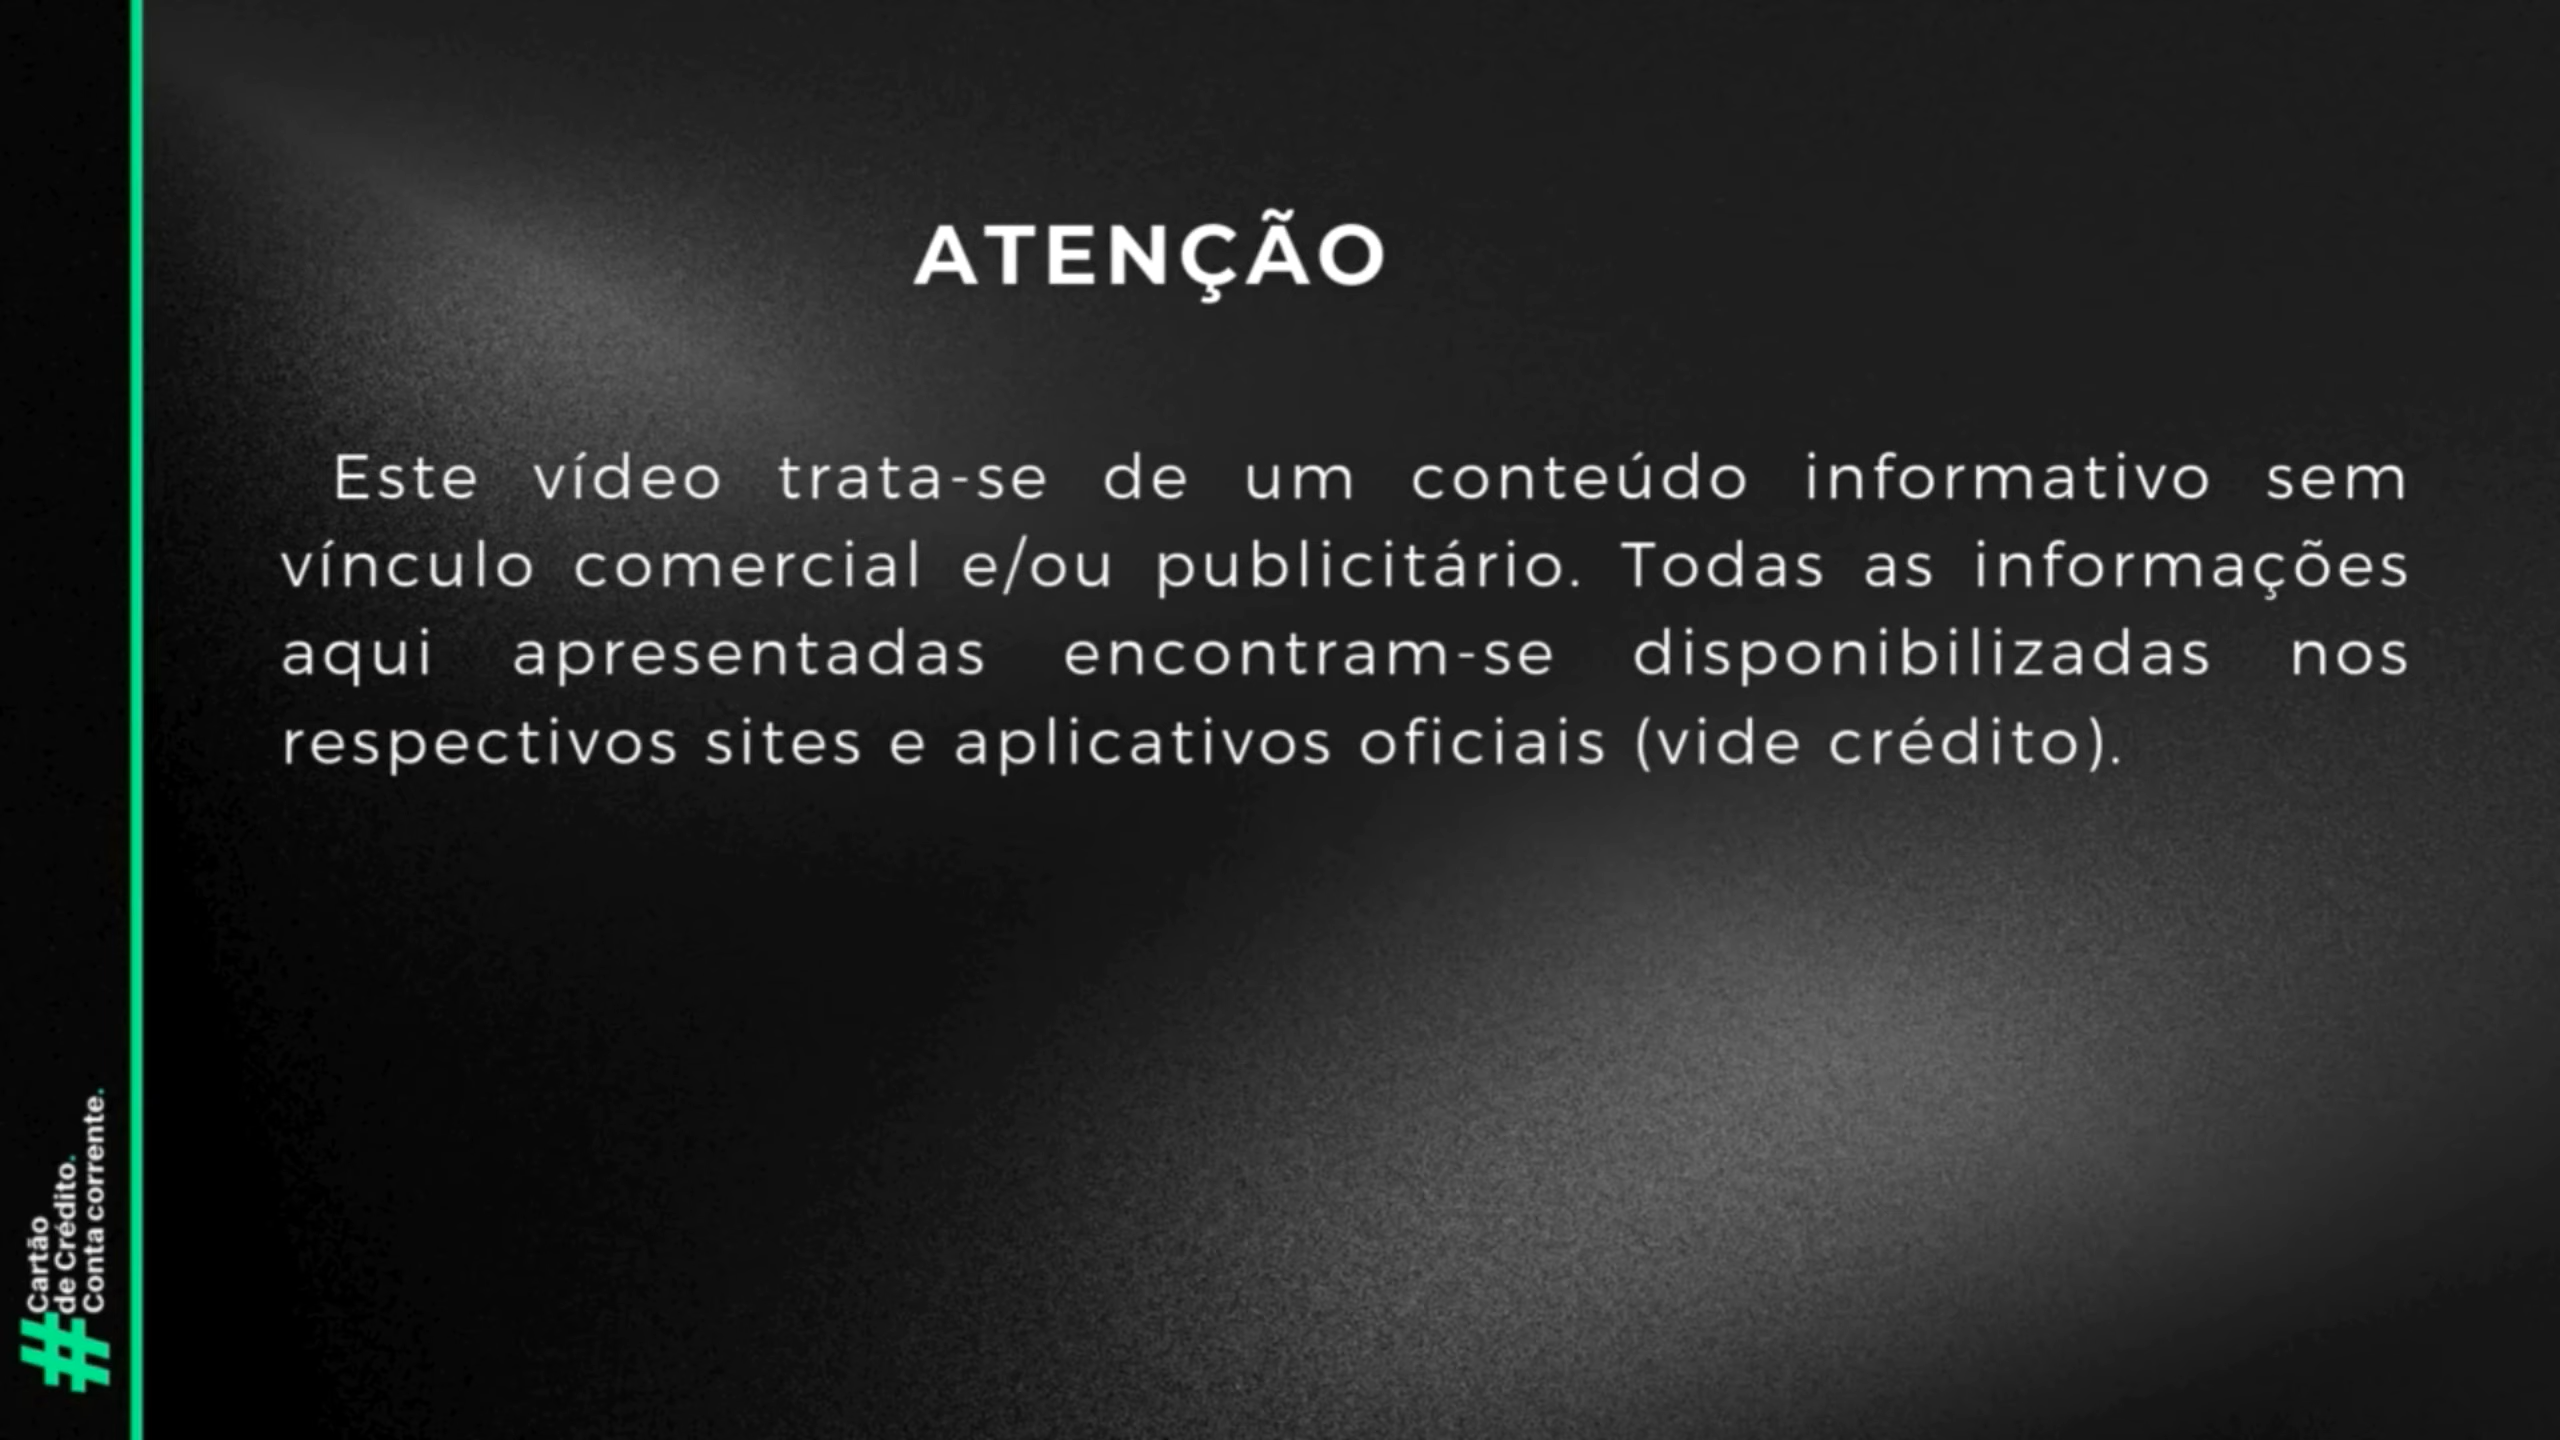 ATENÇÃO
Este vídeo trata-se de um conteúdo informativo sem
vínculo comercial e/ou publicitário. Todas as informações
aqui apresentadas encontram-se disponibilizadas nos
respectivos sites e aplicativos oficiais (vide crédito).
#Cartão
de Crédito.
Conta corrente.